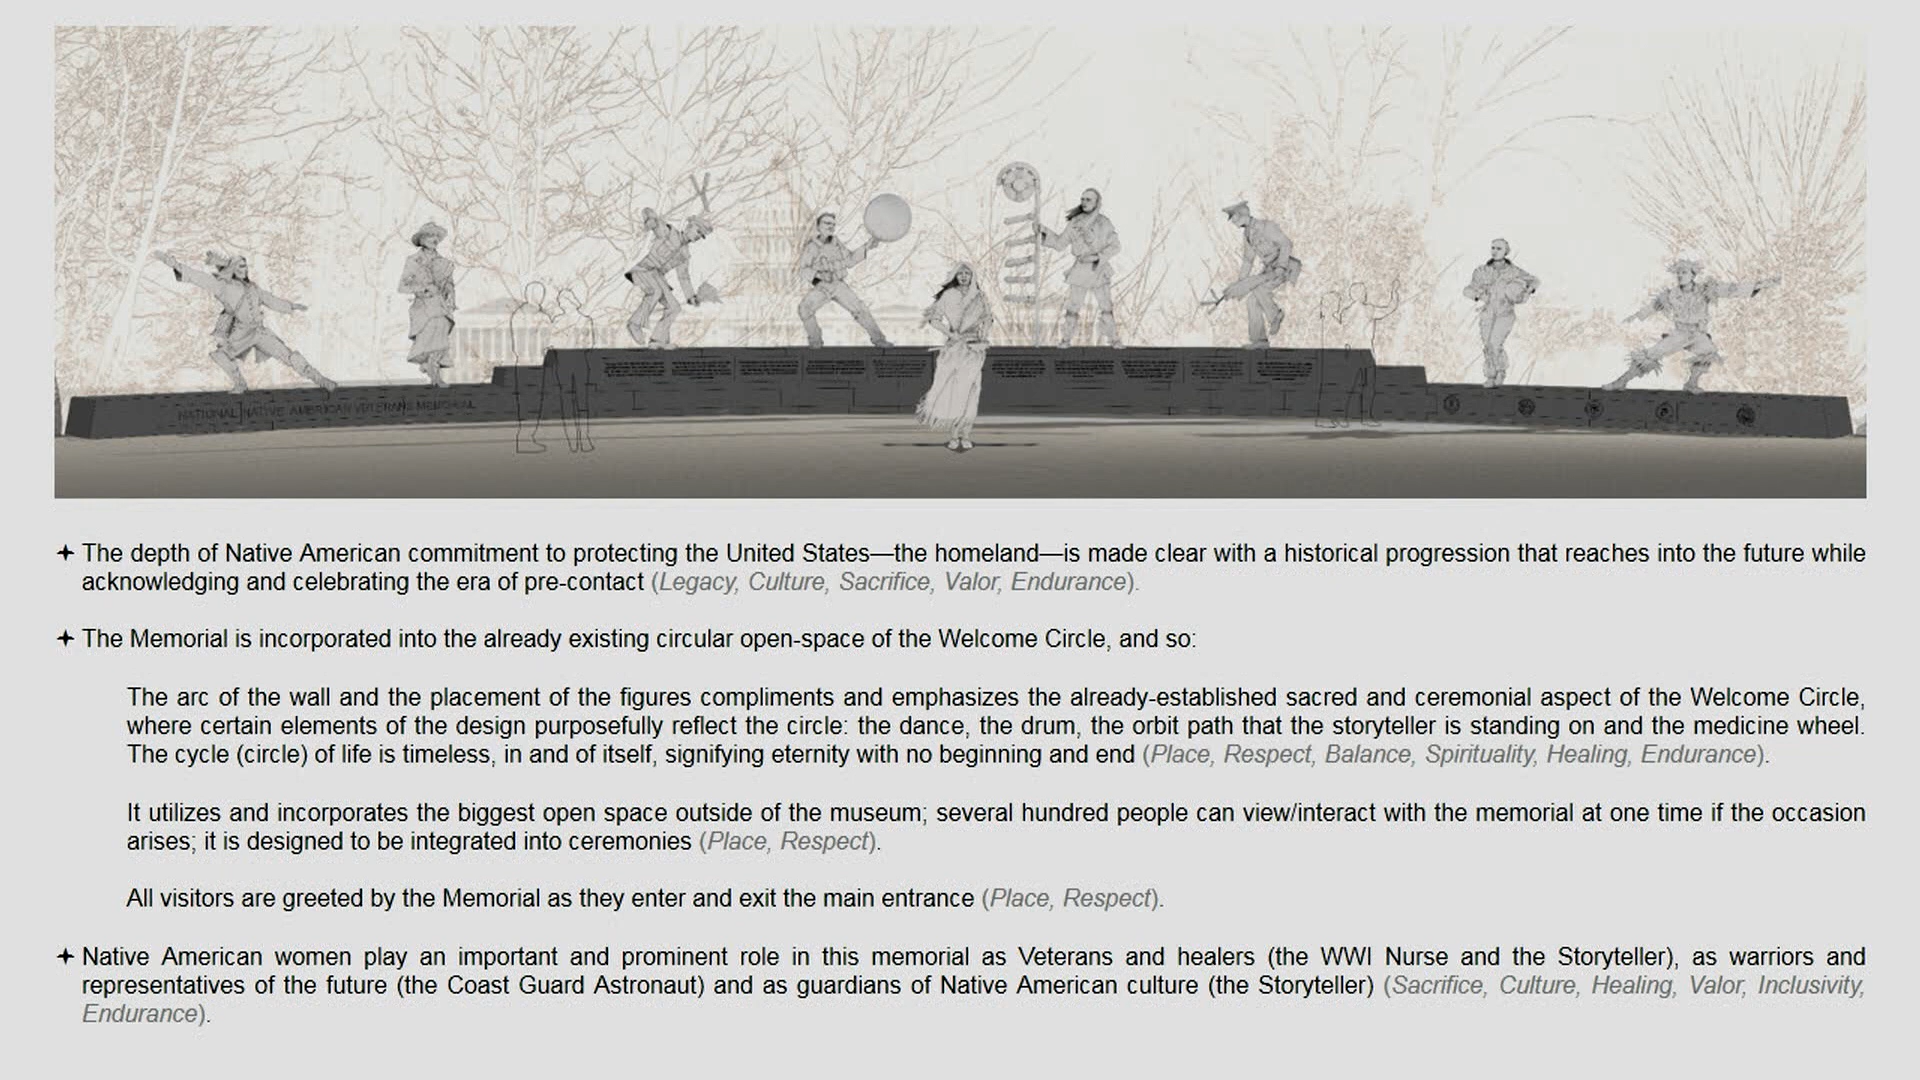 NATIONAL NATIVE AMERICAN VETERANS MEMORIAL
✦ The depth of Native American commitment to protecting the United States—the homeland—is made clear with a historical progression that reaches into the future while
acknowledging and celebrating the era of pre-contact (Legacy, Culture, Sacrifice, Valor, Endurance).
✦ The Memorial is incorporated into the already existing circular open-space of the Welcome Circle, and so:
The arc of the wall and the placement of the figures compliments and emphasizes the already-established sacred and ceremonial aspect of the Welcome Circle,
where certain elements of the design purposefully reflect the circle: the dance, the drum, the orbit path that the storyteller is standing on and the medicine wheel.
The cycle (circle) of life is timeless, in and of itself, signifying eternity with no beginning and end (Place, Respect, Balance, Spirituality, Healing, Endurance).
It utilizes and incorporates the biggest open space outside of the museum; several hundred people can view/interact with the memorial at one time if the occasion
arises; it is designed to be integrated into ceremonies (Place, Respect).
All visitors are greeted by the Memorial as they enter and exit the main entrance (Place, Respect).
✦ Native American women play an important and prominent role in this memorial as Veterans and healers (the WWI Nurse and the Storyteller), as warriors and
representatives of the future (the Coast Guard Astronaut) and as guardians of Native American culture (the Storyteller) (Sacrifice, Culture, Healing, Valor, Inclusivity,
Endurance).